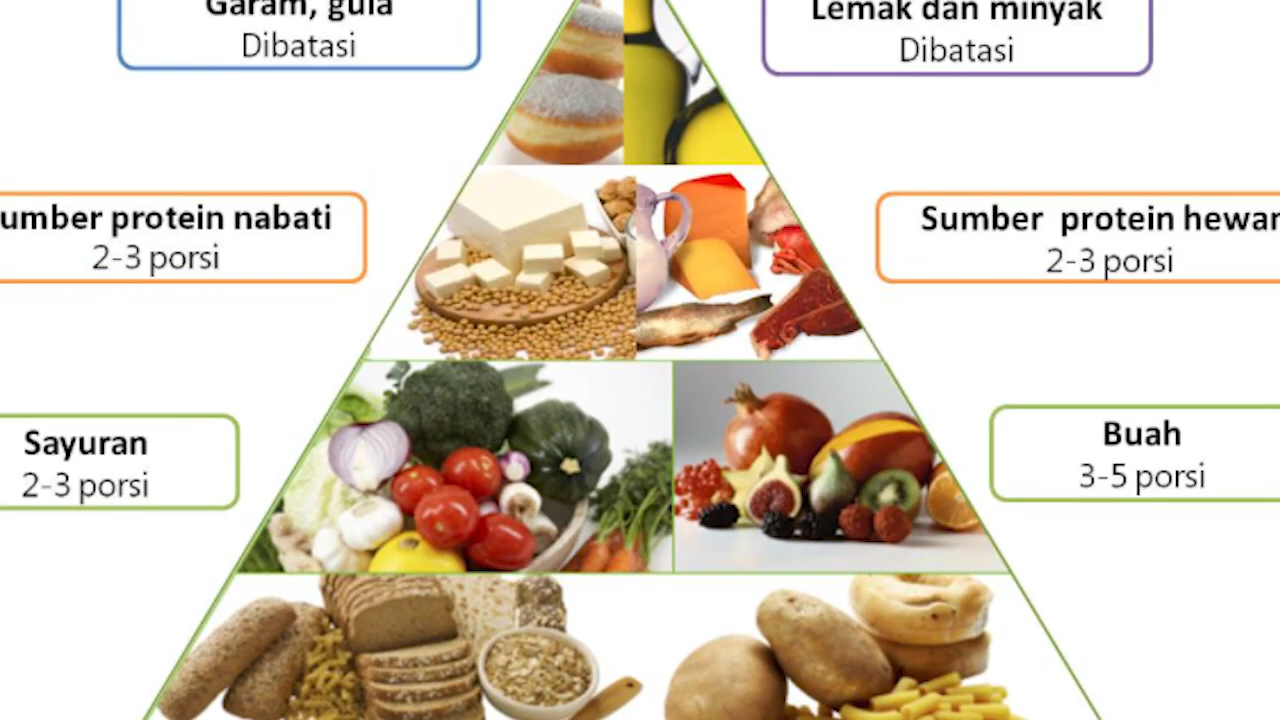 Garam, gula
Dibatasi
Lemak dan minyak
Dibatasi
umber protein nabati
2-3 porsi
Sumber protein hewan
2-3 porsi
Sayuran
2-3 porsi
Buah
3-5 porsi